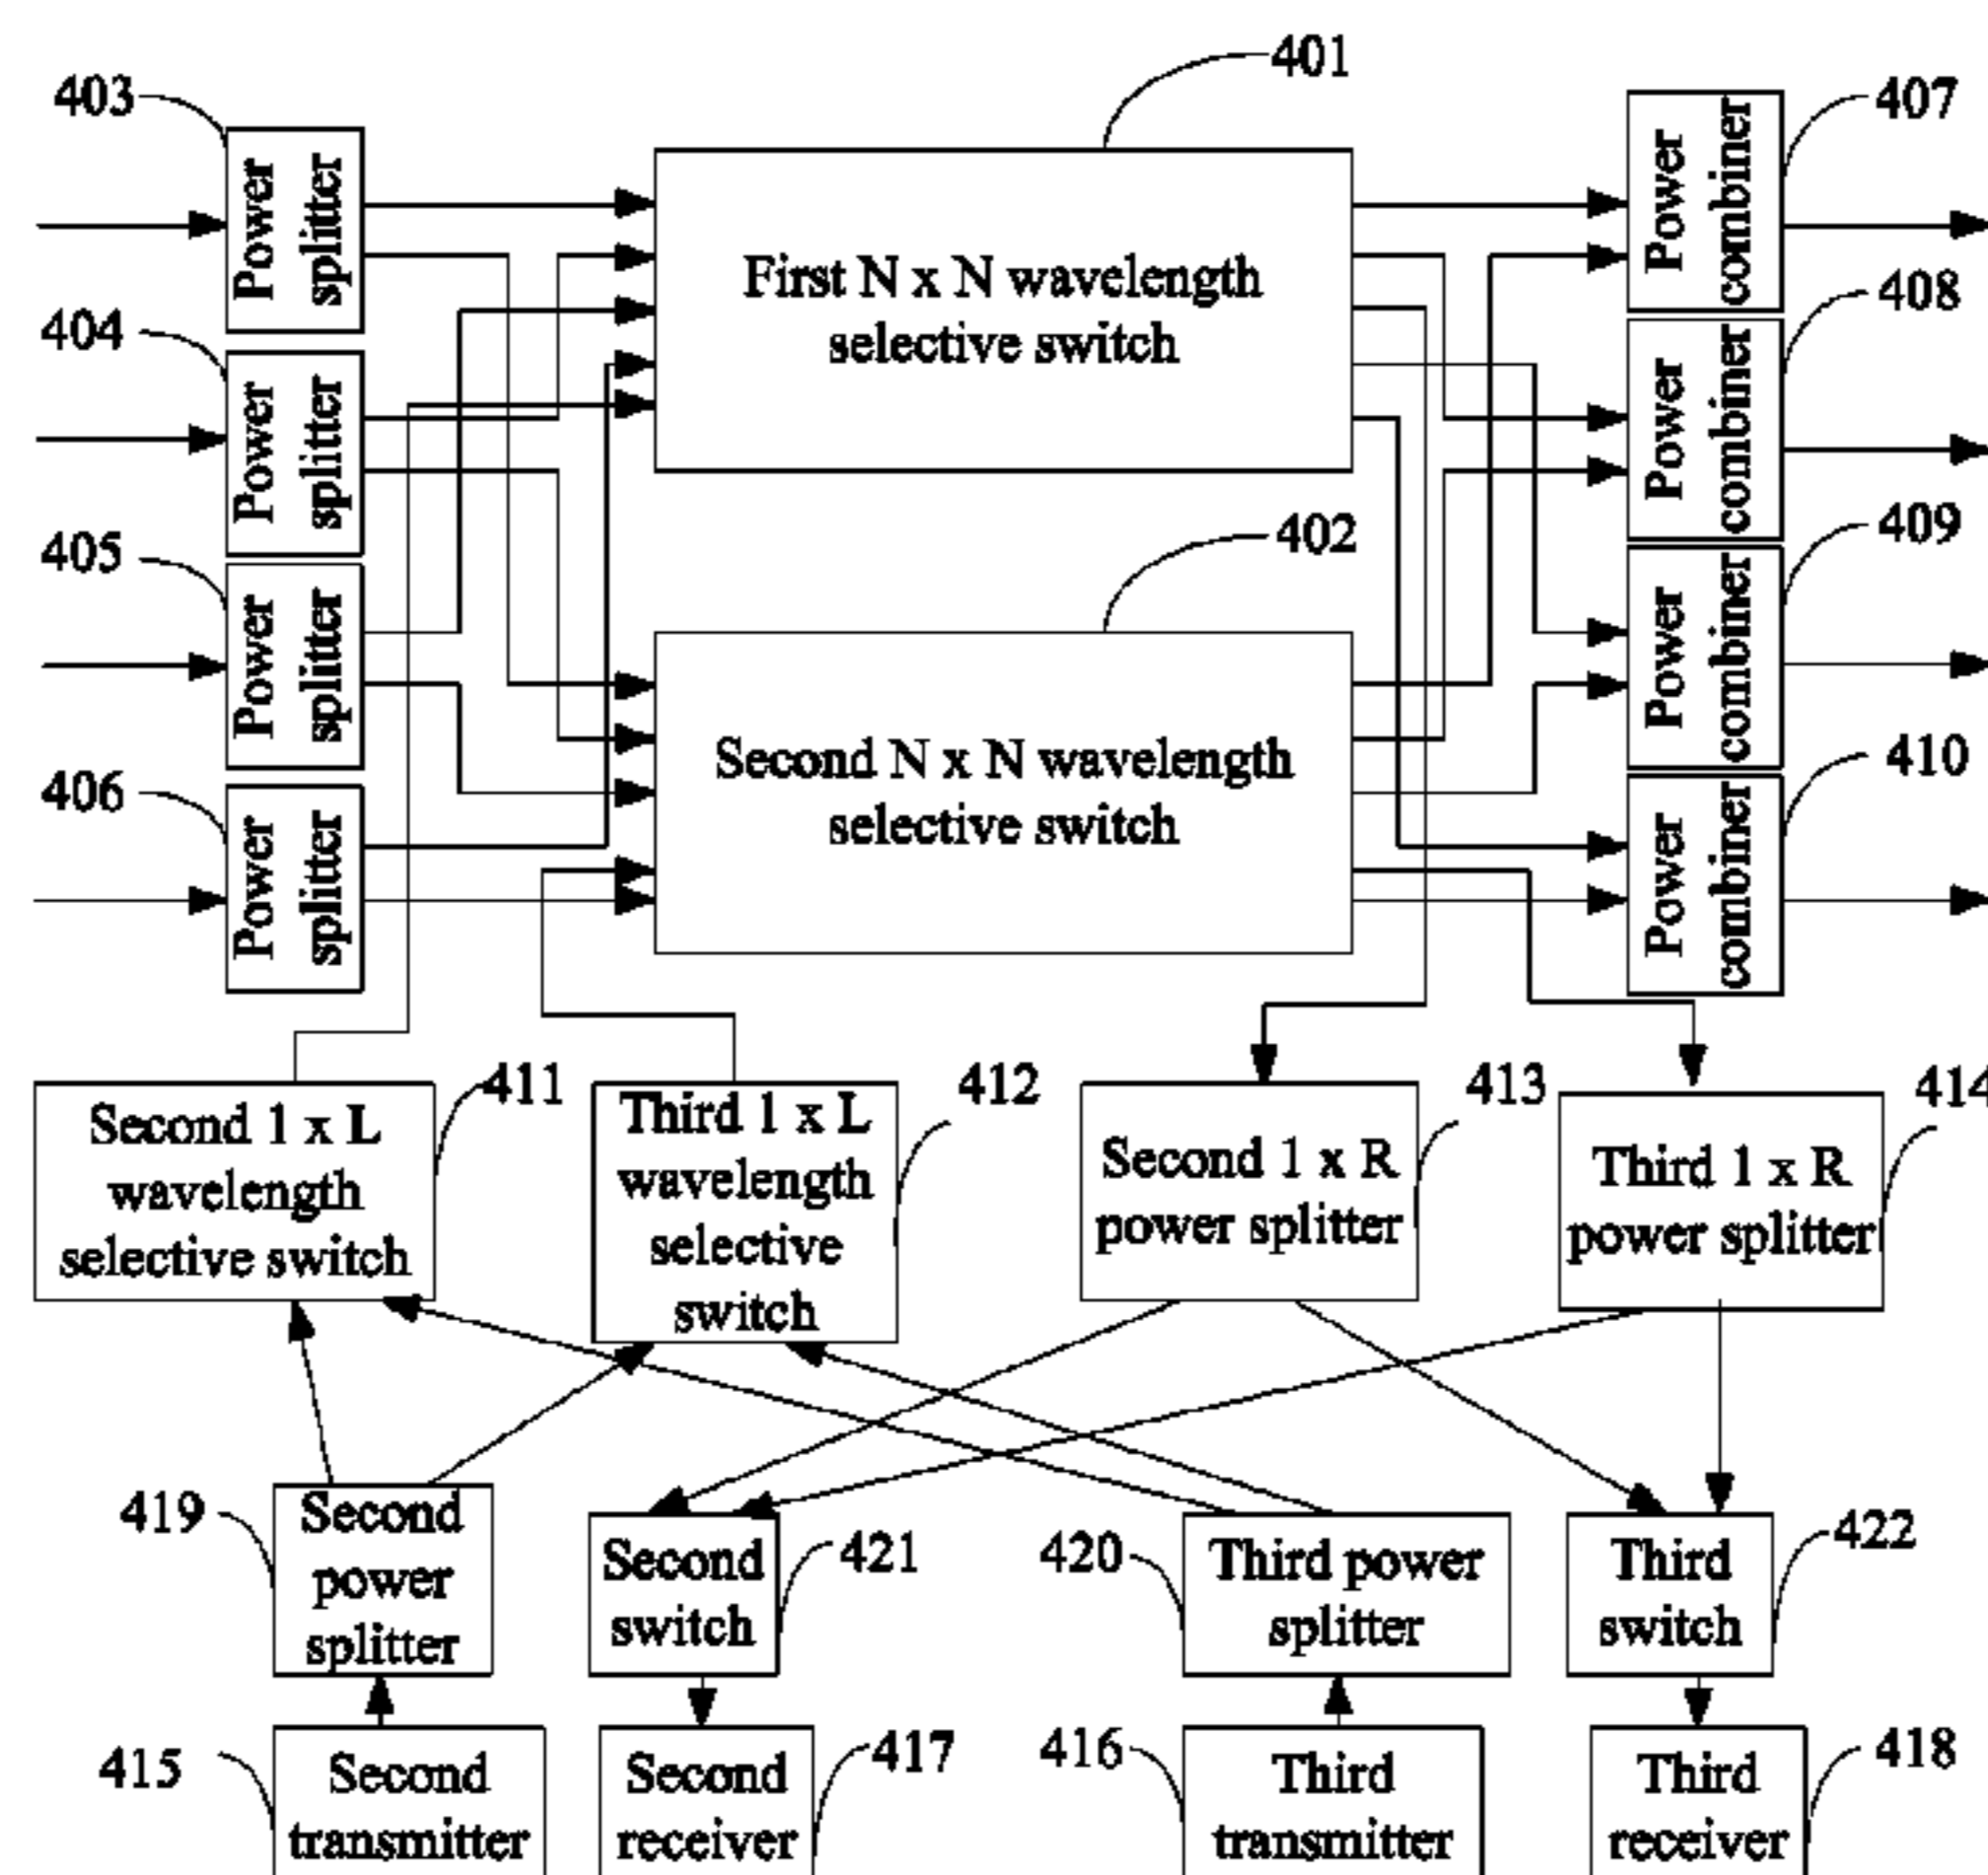 401
403
407
Power
splitter
Power
combiner
First N x N wavelength
selective switch
404
408
Power
splitter
Power
combiner
402
405
409
Power
splitter
Power
combiner
Second N x N wavelength
selective switch
406
410
Power
splitter
Power
combiner
411
412
413
414
Second 1 x L
wavelength
selective switch
Third 1 x L
wavelength
selective
switch
Second 1 x R
power splitter
Third 1 x R
power splitter
419
Second
power
splitter
Second
switch
421
420
Third power
splitter
Third
switch
422
415
Second
transmitter
Second
receiver
417
416
Third
transmitter
Third
receiver
418